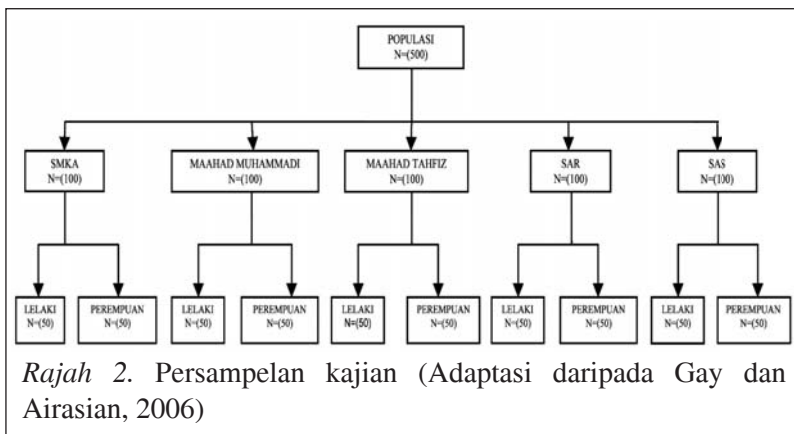 POPULASI
N=(500)
SMKA
N=(100)
MAAHAD MUHAMMADI
N=(100)
MAAHAD TAHFIZ
N=(100)
SAR
N=(100)
SAS
N=(100)
LELAKI
N=(50)
PEREMPUAN
N=(50)
LELAKI
N=(50)
PEREMPUAN
N=(50)
LELAKI
N=(50)
PEREMPUAN
N=(50)
LELAKI
N=(50)
PEREMPUAN
N=(50)
LELAKI
N=(50)
PEREMPUAN
N=(50)
Rajah 2. Persampelan kajian (Adaptasi daripada Gay dan
Airasian, 2006)